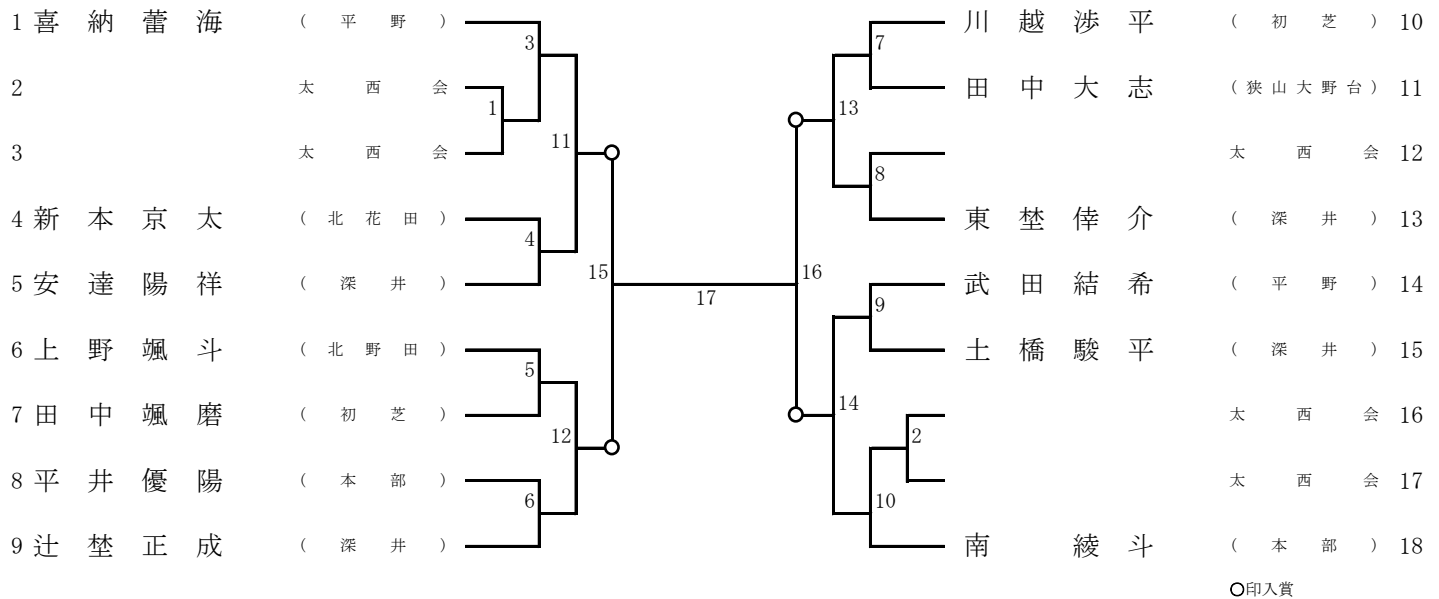 1 喜納蕾海 (平野)
2 太西会
3 太西会
4 新本京太 (北花田)
5 安達陽祥 (深井)
6 上野颯斗 (北野田)
7 田中颯磨 (初芝)
8 平井優陽 (本部)
9 辻埜正成 (深井)
3
1
11
4
15
5
12
6
17
川越渉平 (初芝) 10
田中大志 (狭山大野台) 11
太西会 12
東埜倖介 (深井) 13
武田結希 (平野) 14
土橋駿平 (深井) 15
太西会 16
太西会 17
南綾斗 (本部) 18
7
13
8
16
9
14
2
10
○印入賞